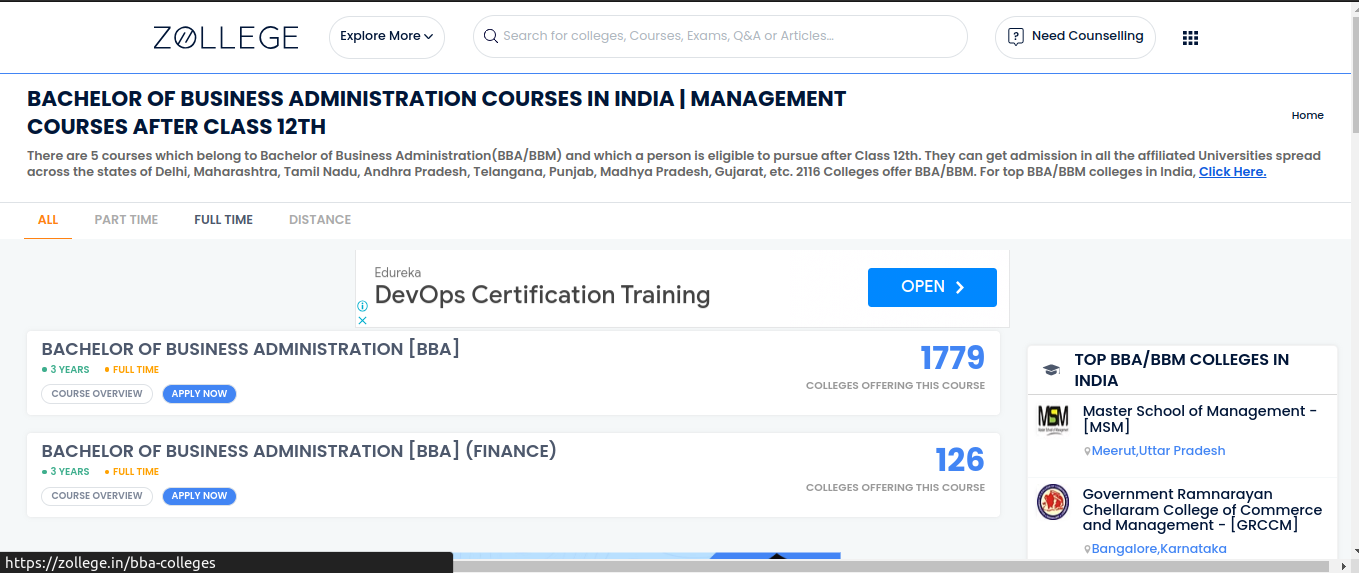 ZOLLEGE
Explore More
Search for colleges, Courses, Exams, Q&A or Articles...
Need Counselling
BACHELOR OF BUSINESS ADMINISTRATION COURSES IN INDIA | MANAGEMENT
COURSES AFTER CLASS 12TH
Home
There are 5 courses which belong to Bachelor of Business Administration(BBA/BBM) and which a person is eligible to pursue after Class 12th. They can get admission in all the affiliated Universities spread
across the states of Delhi, Maharashtra, Tamil Nadu, Andhra Pradesh, Telangana, Punjab, Madhya Pradesh, Gujarat, etc. 2116 Colleges offer BBA/BBM. For top BBA/BBM colleges in India, Click Here.
ALL PART TIME FULL TIME DISTANCE
Edureka
DevOps Certification Training
OPEN
BACHELOR OF BUSINESS ADMINISTRATION [BBA]
3 YEARS FULL TIME
COURSE OVERVIEW APPLY NOW
1779
COLLEGES OFFERING THIS COURSE
BACHELOR OF BUSINESS ADMINISTRATION [BBA] (FINANCE)
3 YEARS FULL TIME
COURSE OVERVIEW APPLY NOW
126
COLLEGES OFFERING THIS COURSE
TOP BBA/BBM COLLEGES IN
INDIA
MSM
Master School of Management -
[MSM]
Meerut,Uttar Pradesh
Government Ramnarayan
Chellaram College of Commerce
and Management - [GRCCM]
Bangalore,Karnataka
https://zollege.in/bba-colleges